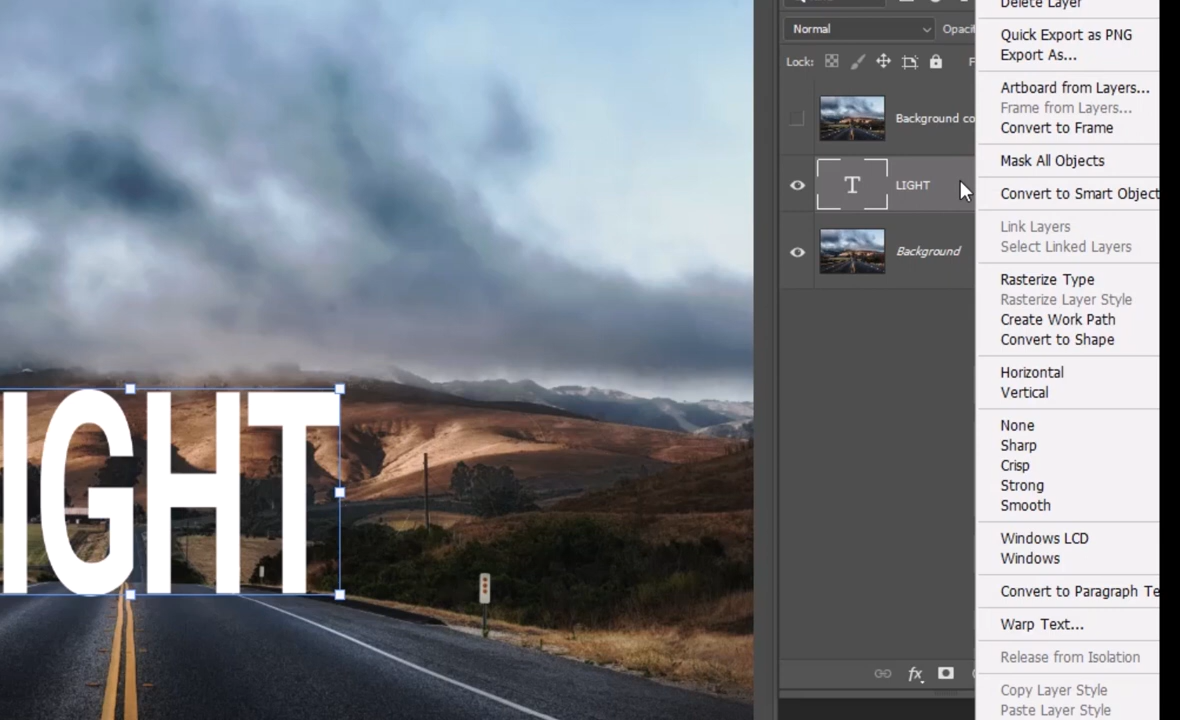 Delete Layer
Normal
Opaci
Quick Export as PNG
Export As...
Lock:
F
Artboard from Layers...
Frame from Layers...
Convert to Frame
Background co
Mask All Objects
T
LIGHT
Convert to Smart Object
Link Layers
Select Linked Layers
Background
Rasterize Type
Rasterize Layer Style
Create Work Path
Convert to Shape
Horizontal
Vertical
IGHT
None
Sharp
Crisp
Strong
Smooth
Windows LCD
Windows
Convert to Paragraph Te
Warp Text...
Release from Isolation
fx
Copy Layer Style
Paste Layer Style